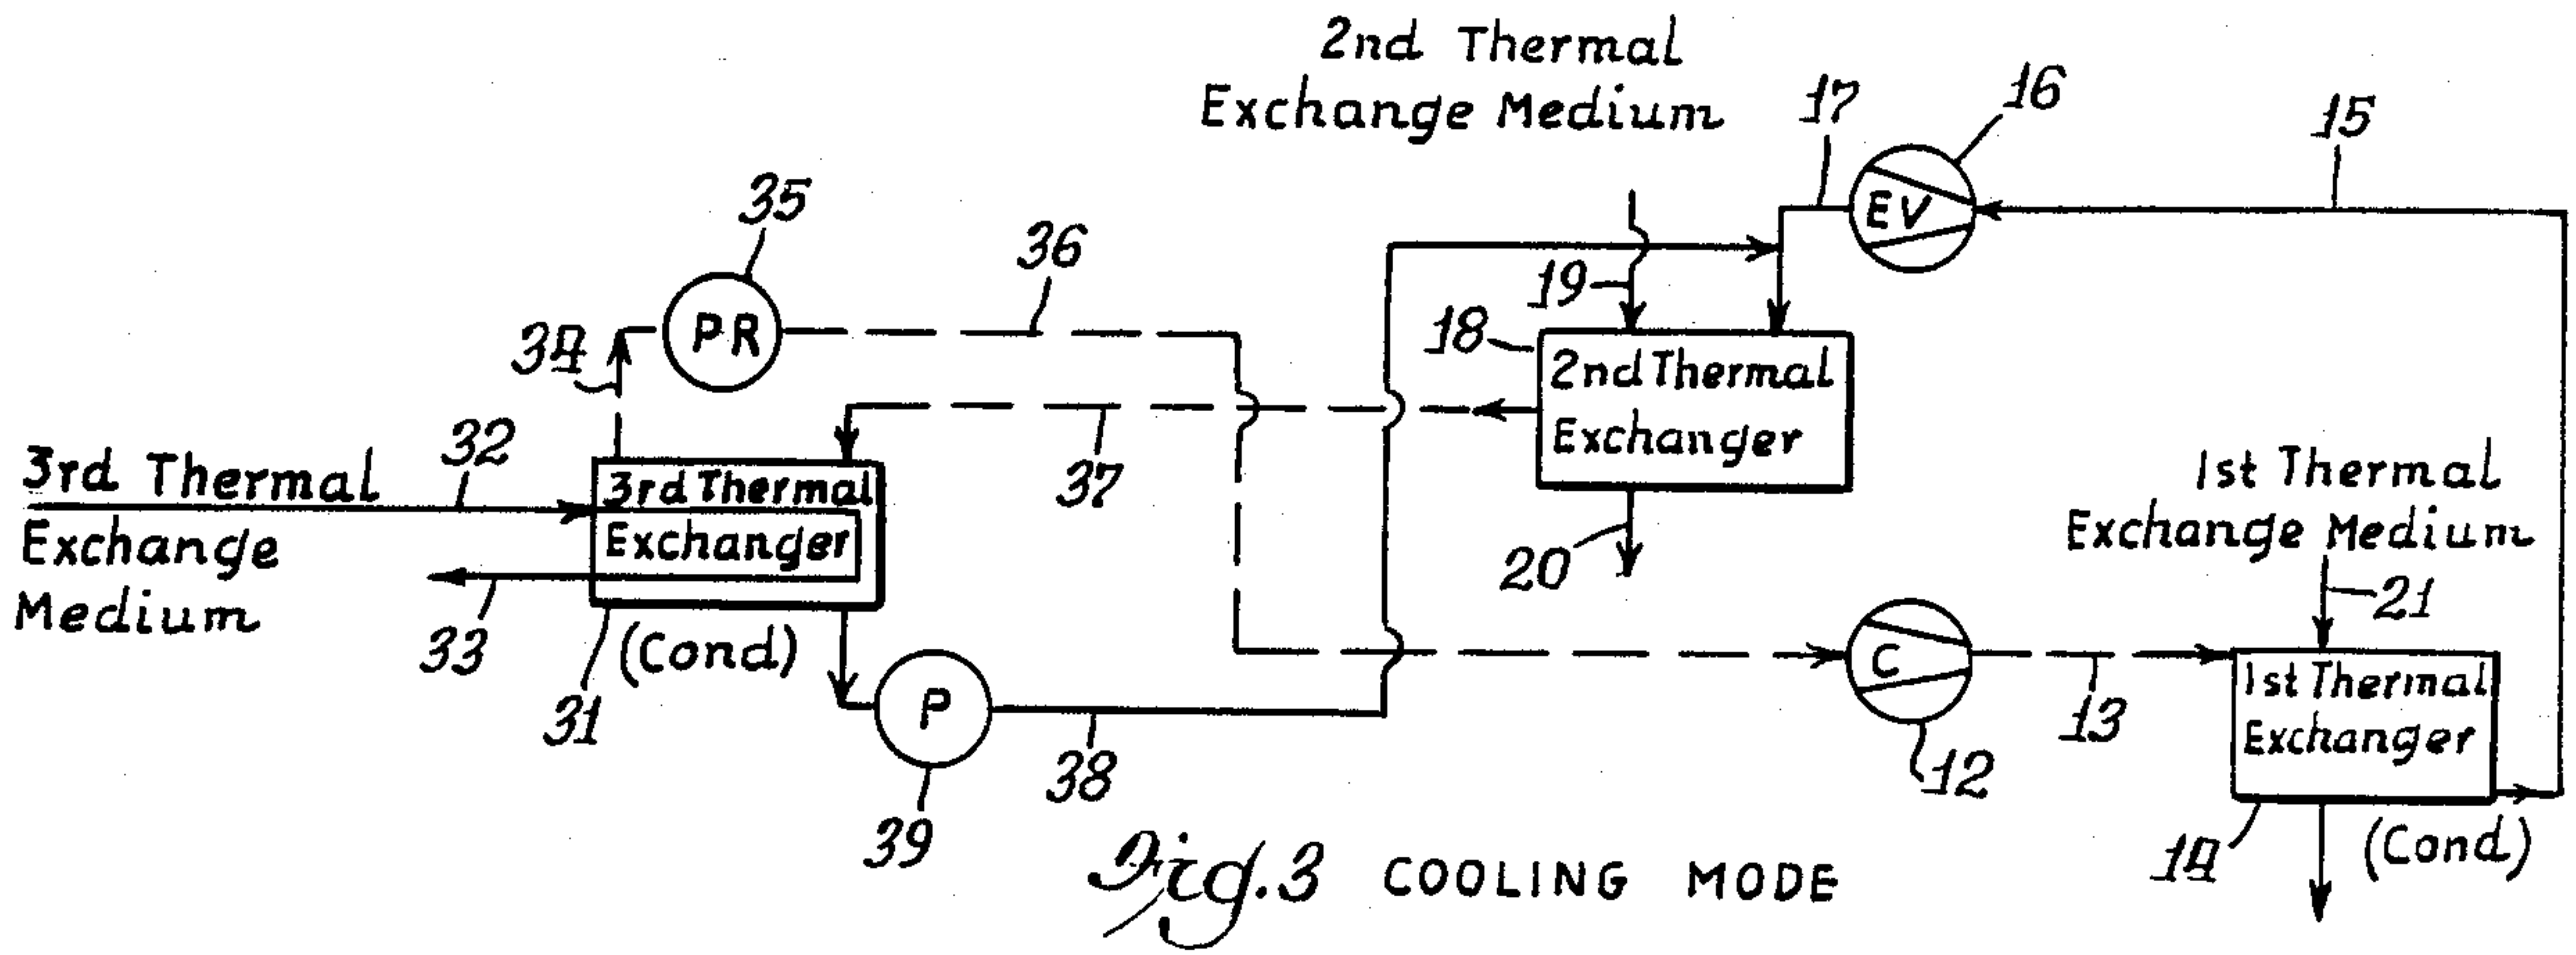 2nd Thermal
Exchange Medium
17
16
15
EV
35
36
PR
34
19
18
2nd Thermal
Exchanger
37
3rd Thermal
Exchange
Medium
32
33
3rd Thermal
Exchanger
31
(Cond)
20
P
39
38
1st Thermal
Exchange Medium
21
C
12
13
1st Thermal
Exchanger
14
(Cond)
Fig. 3 COOLING MODE